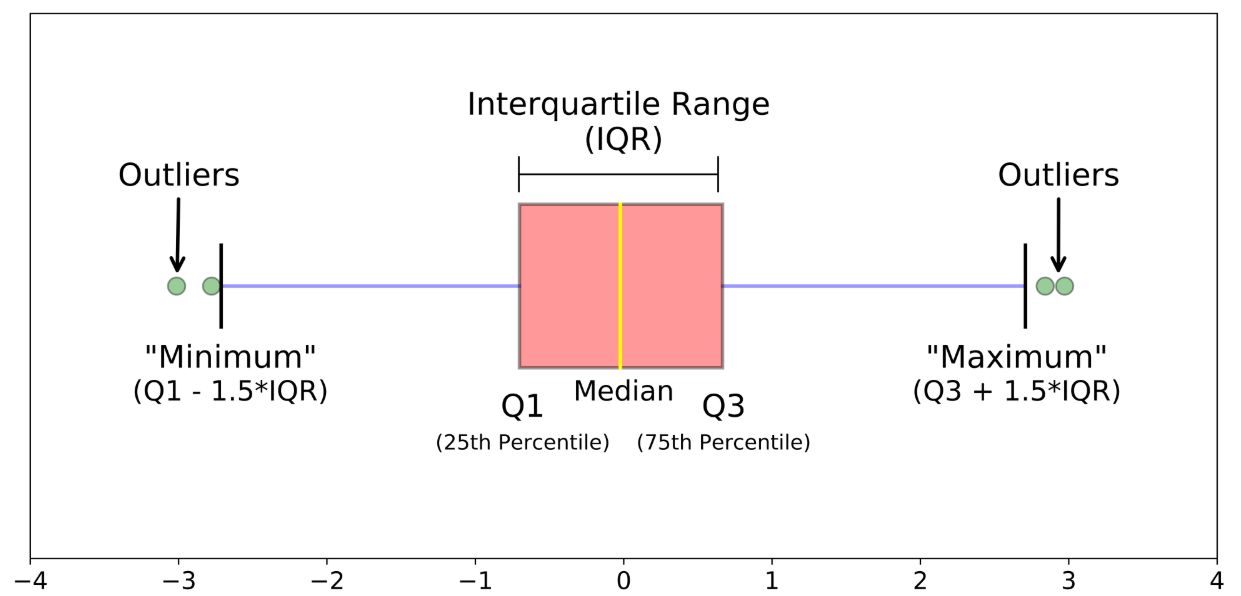 Interquartile Range
(IQR)
Outliers
Outliers
"Minimum"
(Q1 - 1.5*IQR)
"Maximum"
(Q3 + 1.5*IQR)
Median
Q1
Q3
(25th Percentile)
(75th Percentile)
−4 −3 −2 −1 0 1 2 3 4